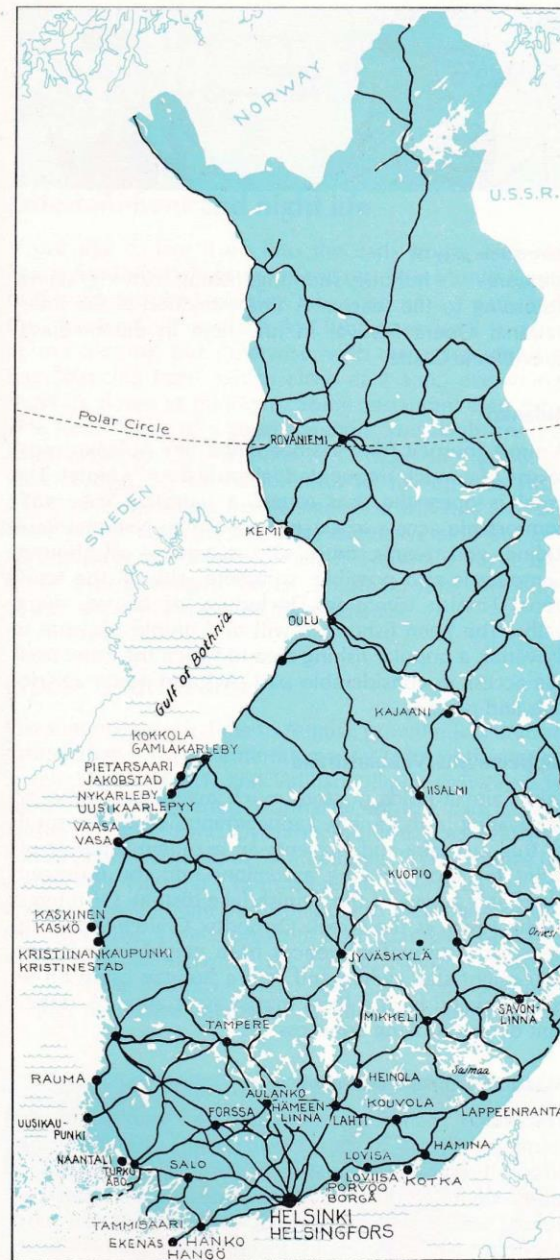 NORWAY
U.S.S.R.
Polar Circle
ROVANIEMI
SWEDEN
KEMI
OULU
Gulf of Bothnia
KAJAANI
KOKKOLA
GAMLAKARLEBY
PIETARSAARI
JAKOBSTAD
IISALMI
NYKARLEBY
UUSIKAARLEPYY
VAASA
VASA
KUOPIO
KASKINEN
KASKÖ
Orivesi
KRISTIINANKAUPUNKI
KRISTINESTAD
JYVÄSKYLÄ
SAVON-
LINNA
MIKKELI
TAMPERE
Saimaa
RAUMA
HEINOLA
AULANKO
HÄMEEN
LINNA
LAPPEENRANTA
UUSIKAU-
PUNKI
FORSSA
LAHTI
KOUVOLA
HAMINA
NAANTALI
TURKU
ÅBO
SALO
LOVISA
LOVIISA
KOTKA
PORVOO
BORGÅ
HELSINKI
HELSINGFORS
TAMMISAARI
EKENÄS
HANKO
HANGÖ